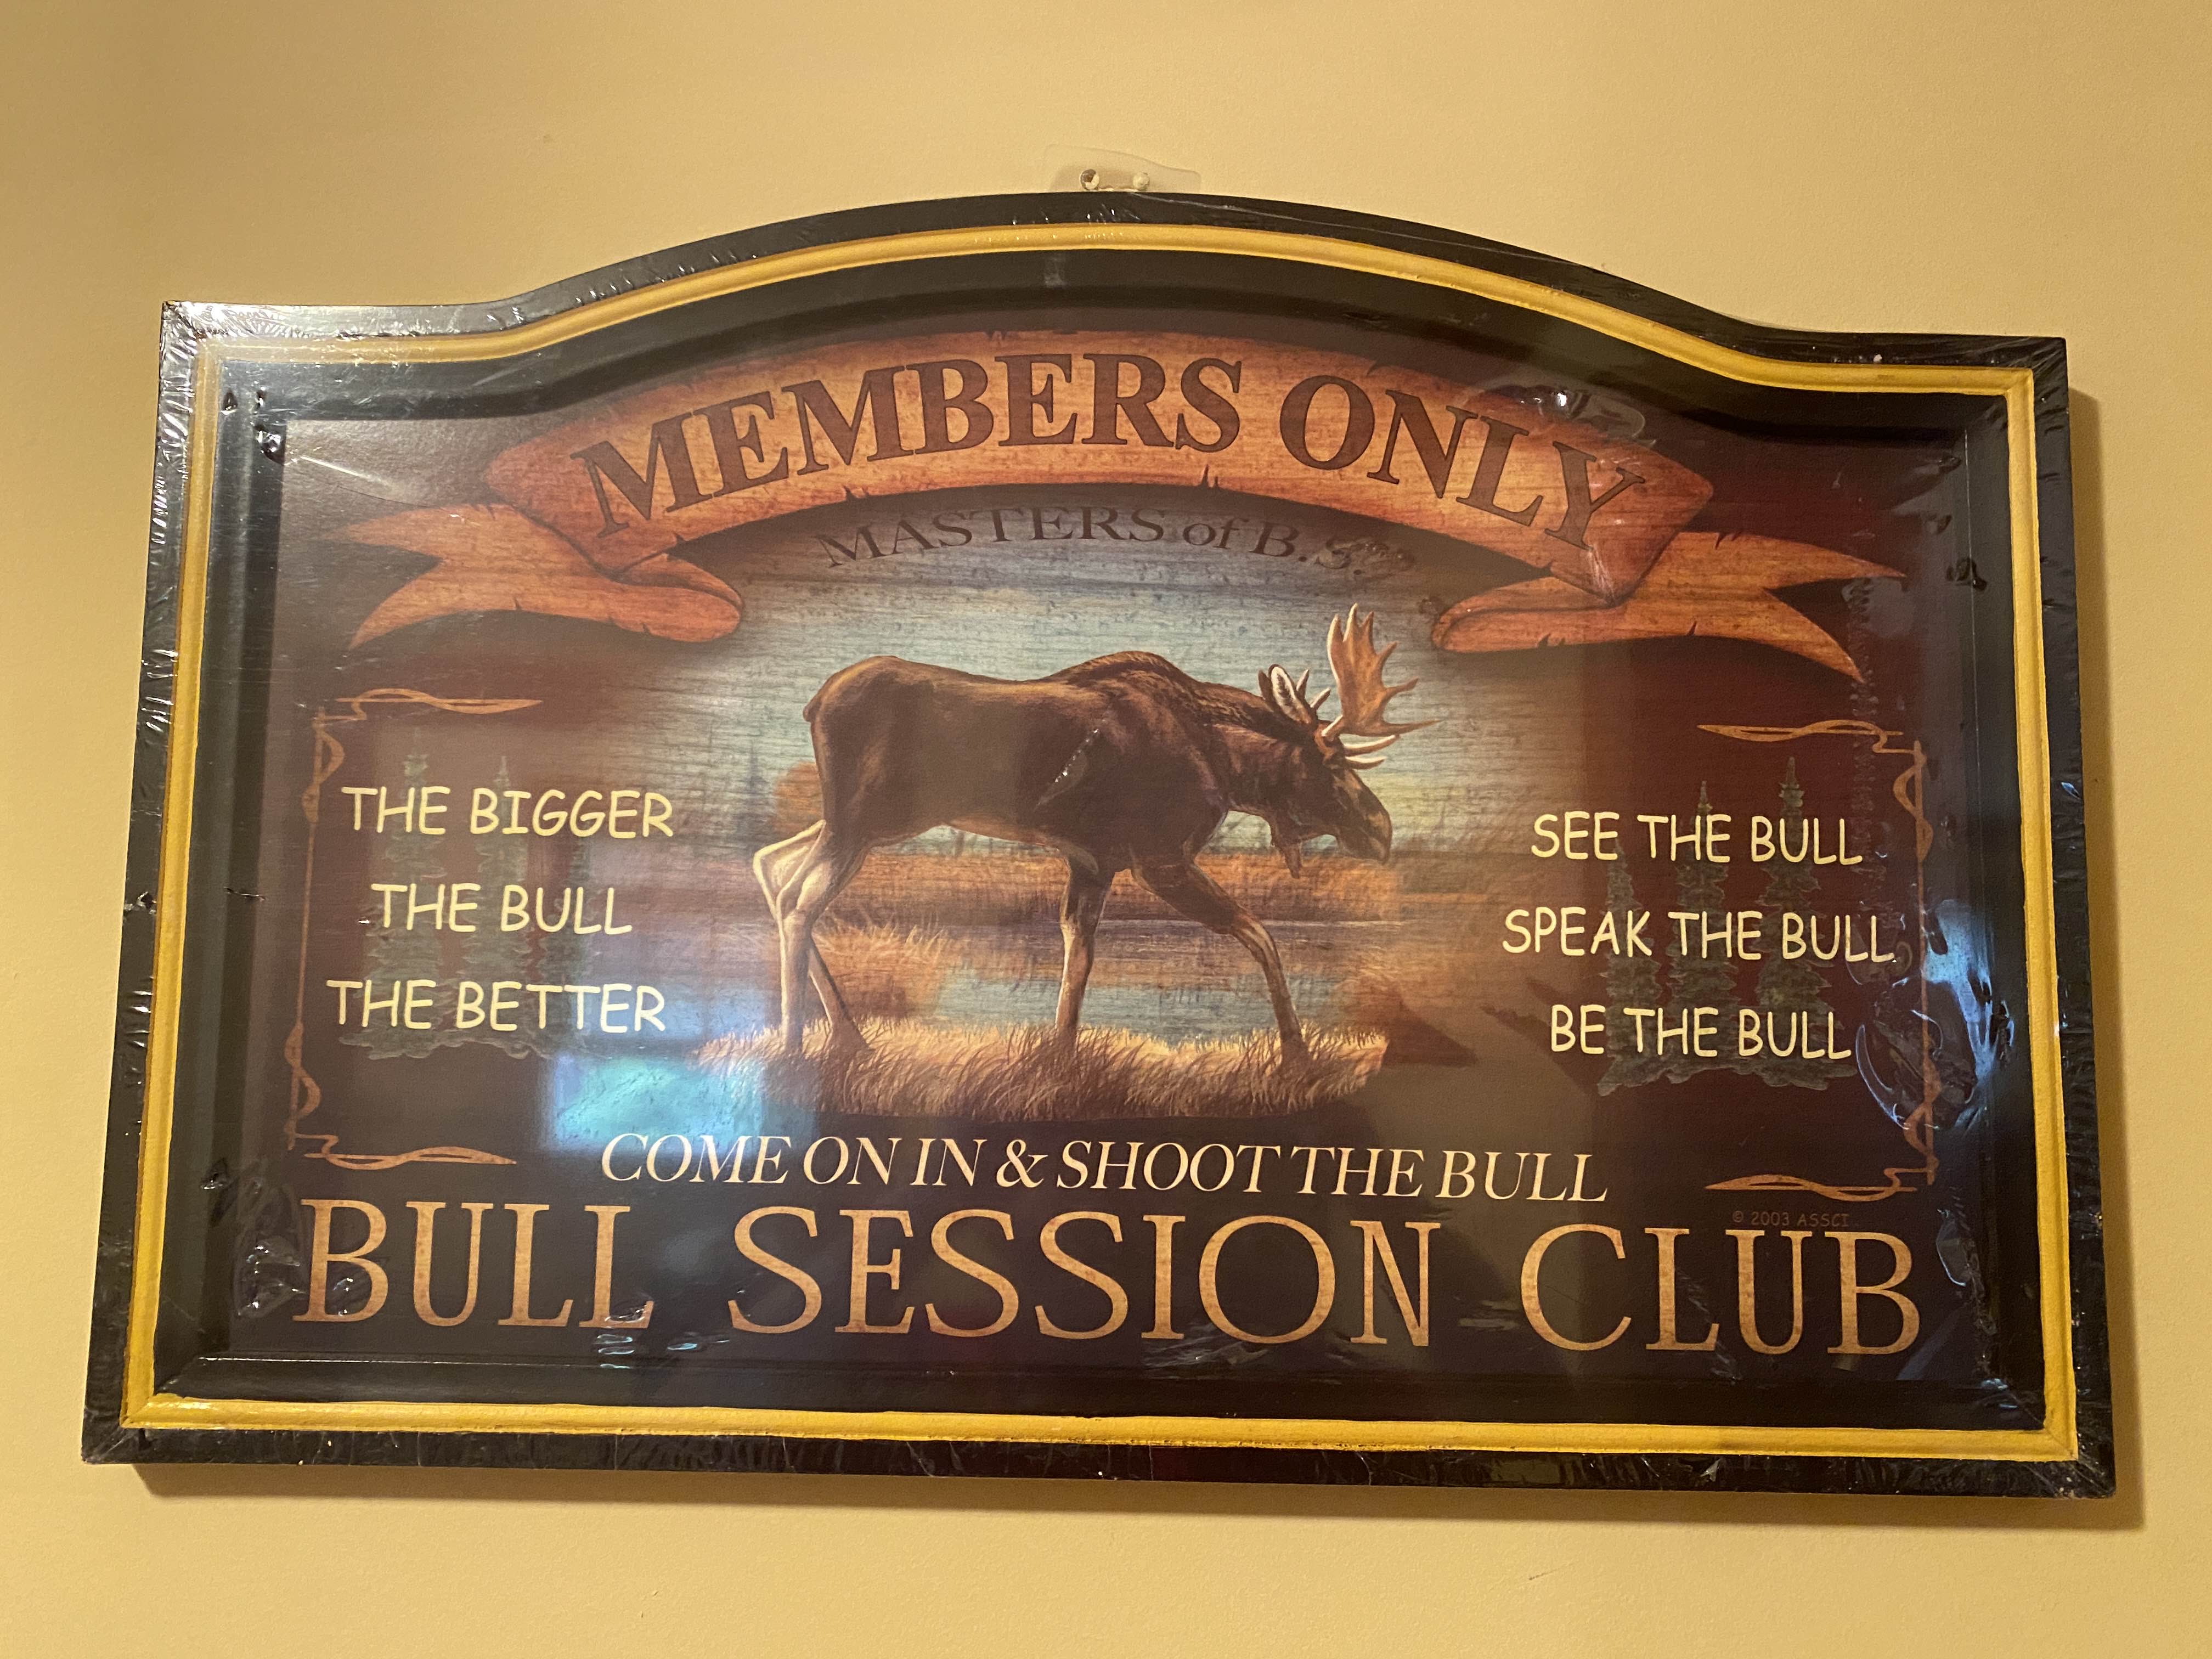 MEMBERS ONLY
MASTERS of B.S.
THE BIGGER
THE BULL
THE BETTER
SEE THE BULL
SPEAK THE BULL
BE THE BULL
COME ON IN & SHOOT THE BULL
© 2003 ASSCI
BULL SESSION CLUB